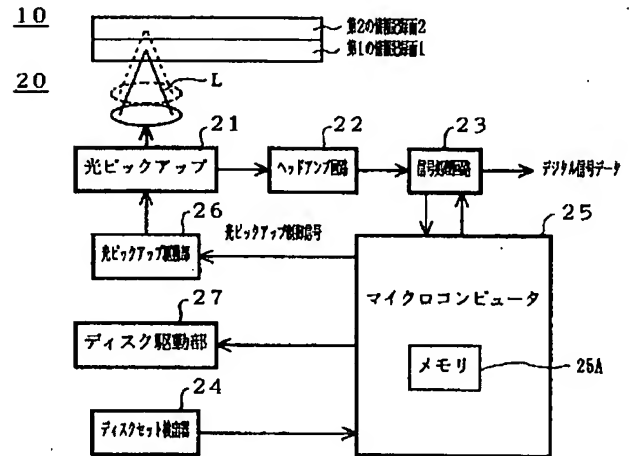 10
第2の情報記録面2
第1の情報記録面1
20
L
21
22
23
光ピックアップ
ヘッドアンプ回路
信号処理回路
デジタル信号データ
26
25
光ピックアップ制御信号
光ピックアップ駆動部
マイクロコンピュータ
27
ディスク駆動部
メモリ
25A
24
ディスクセット検出器